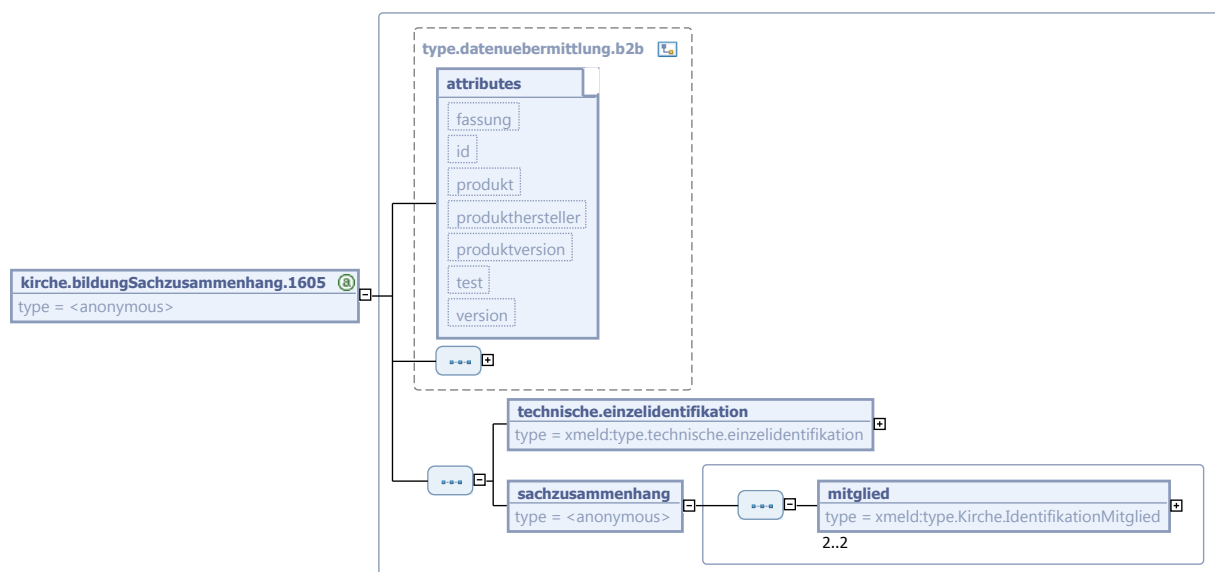 type.datenuebermittlung.b2b
attributes
fassung
id
produkt
produkthersteller
produktversion
test
version
kirche.bildungSachzusammenhang.1605 a
type = <anonymous>
technische.einzelidentifikation
type = xmeld:type.technische.einzelidentifikation
sachzusammenhang
type = <anonymous>
mitglied
type = xmeld:type.Kirche.IdentifikationMitglied
2..2